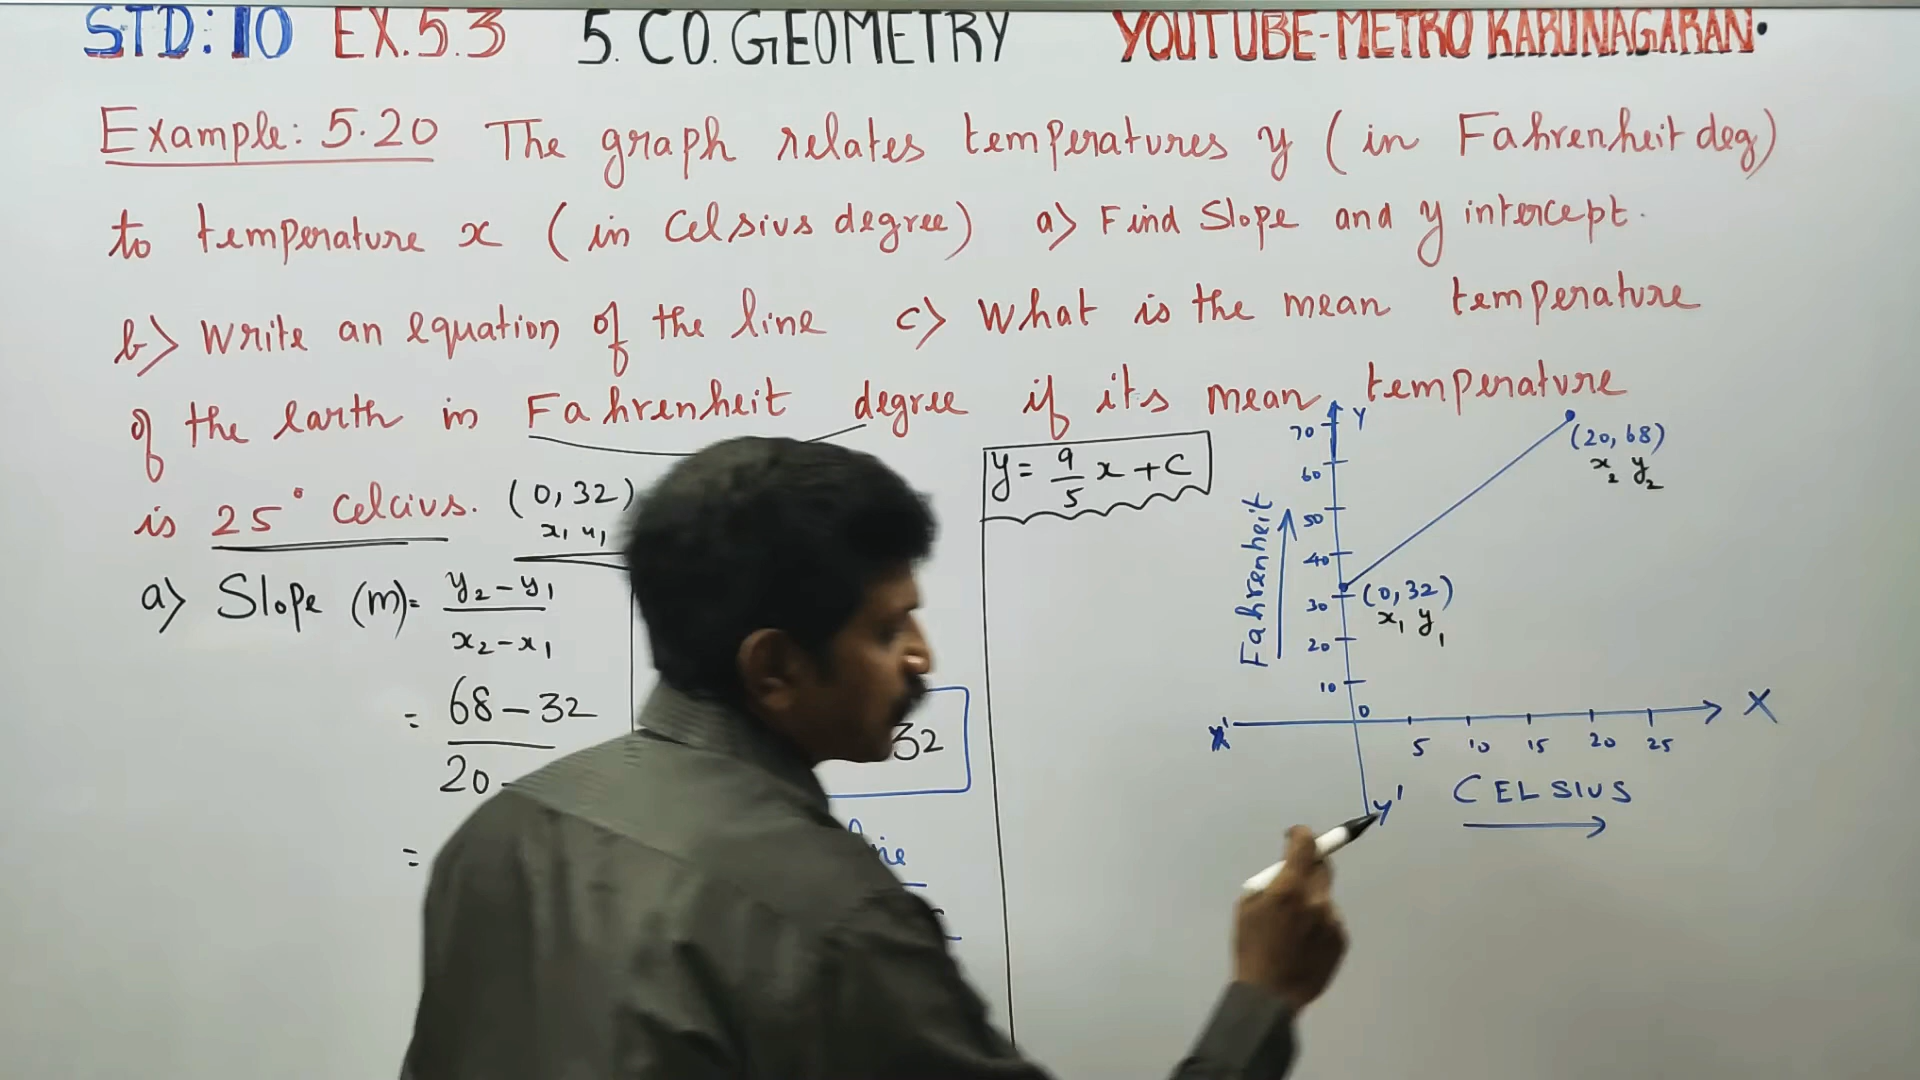 STD: 10 EX.5.3 5. CO. GEOMETRY YOUTUBE-METRO KARUNAGARAN.
Example: 5.20 The graph relates temperatures y (in Fahrenheit deg)
to temperature x (in Celsius degree) a) Find Slope and y intercept.
b) Write an equation of the line c) What is the mean temperature
of the earth in Fahrenheit degree if its mean temperature
is 25° Celcius. (0, 32)
x₁ y₁
a) Slope (m) = y₂ - y₁
x₂ - x₁
= 68 - 32
20 -
=
32
y = 9/5 x + C
Y
70
60
50
40
30
20
10
Fahrenheit
(20, 68)
x₂ y₂
(0, 32)
x₁ y₁
X' 0 X
5 10 15 20 25
Y'
CELSIUS